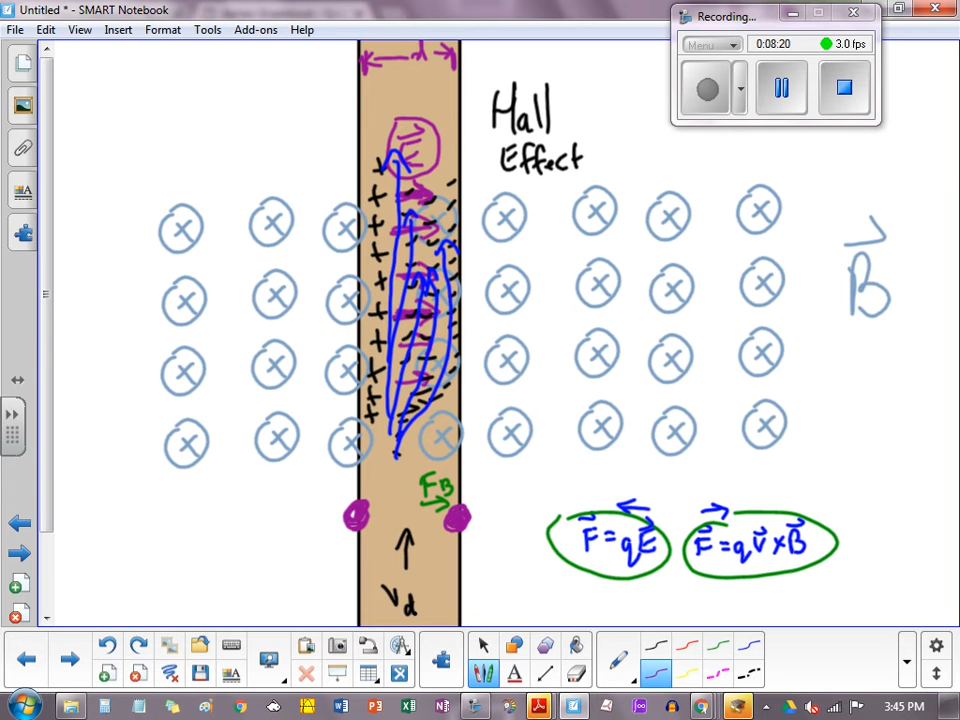 Untitled * - SMART Notebook
Recording...
File Edit View Insert Format Tools Add-ons Help
Menu 0:08:20 3.0 fps
d
Hall
Effect
E
B
F_B
F = qE
F = qv × B
v_d
3:45 PM